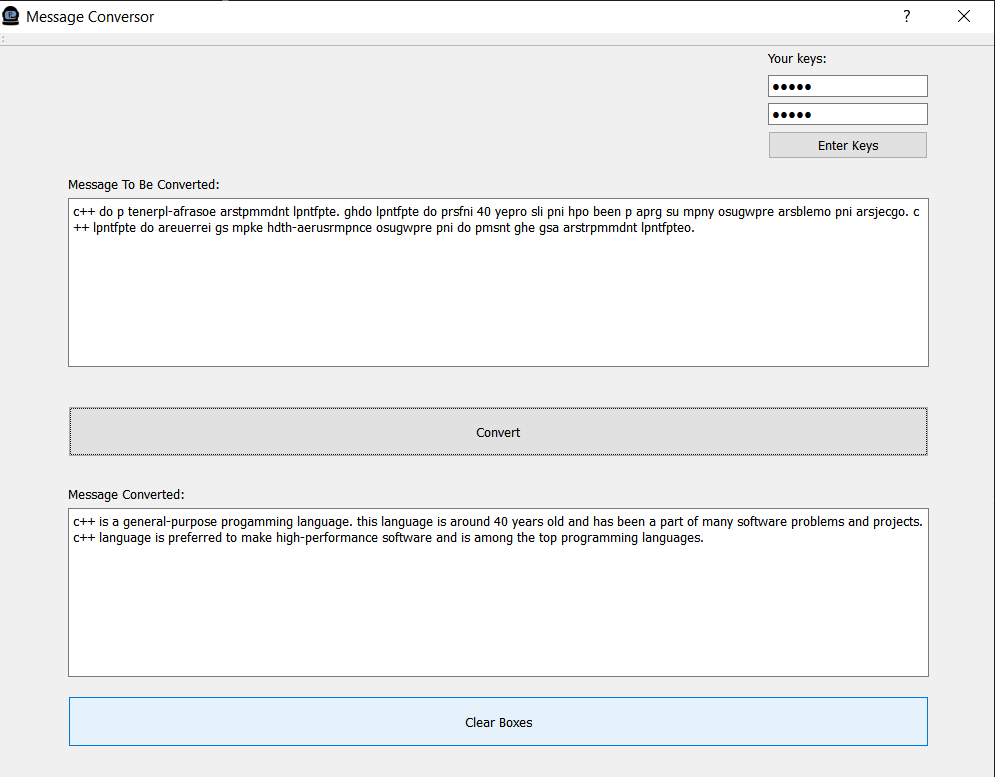 Message Conversor
?
Your keys:
●●●●●
●●●●●
Enter Keys
Message To Be Converted:
c++ do p tenerpl-afrasoe arstpmmdnt lpntfpte. ghdo lpntfpte do prsfni 40 yepro sli pni hpo been p aprg su mpny osugwpre arsblemo pni arsjecgo. c
++ lpntfpte do areuerrei gs mpke hdth-aerusrmpnce osugwpre pni do pmsnt ghe gsa arstrpmmdnt lpntfpteo.
Convert
Message Converted:
c++ is a general-purpose progamming language. this language is around 40 years old and has been a part of many software problems and projects.
c++ language is preferred to make high-performance software and is among the top programming languages.
Clear Boxes